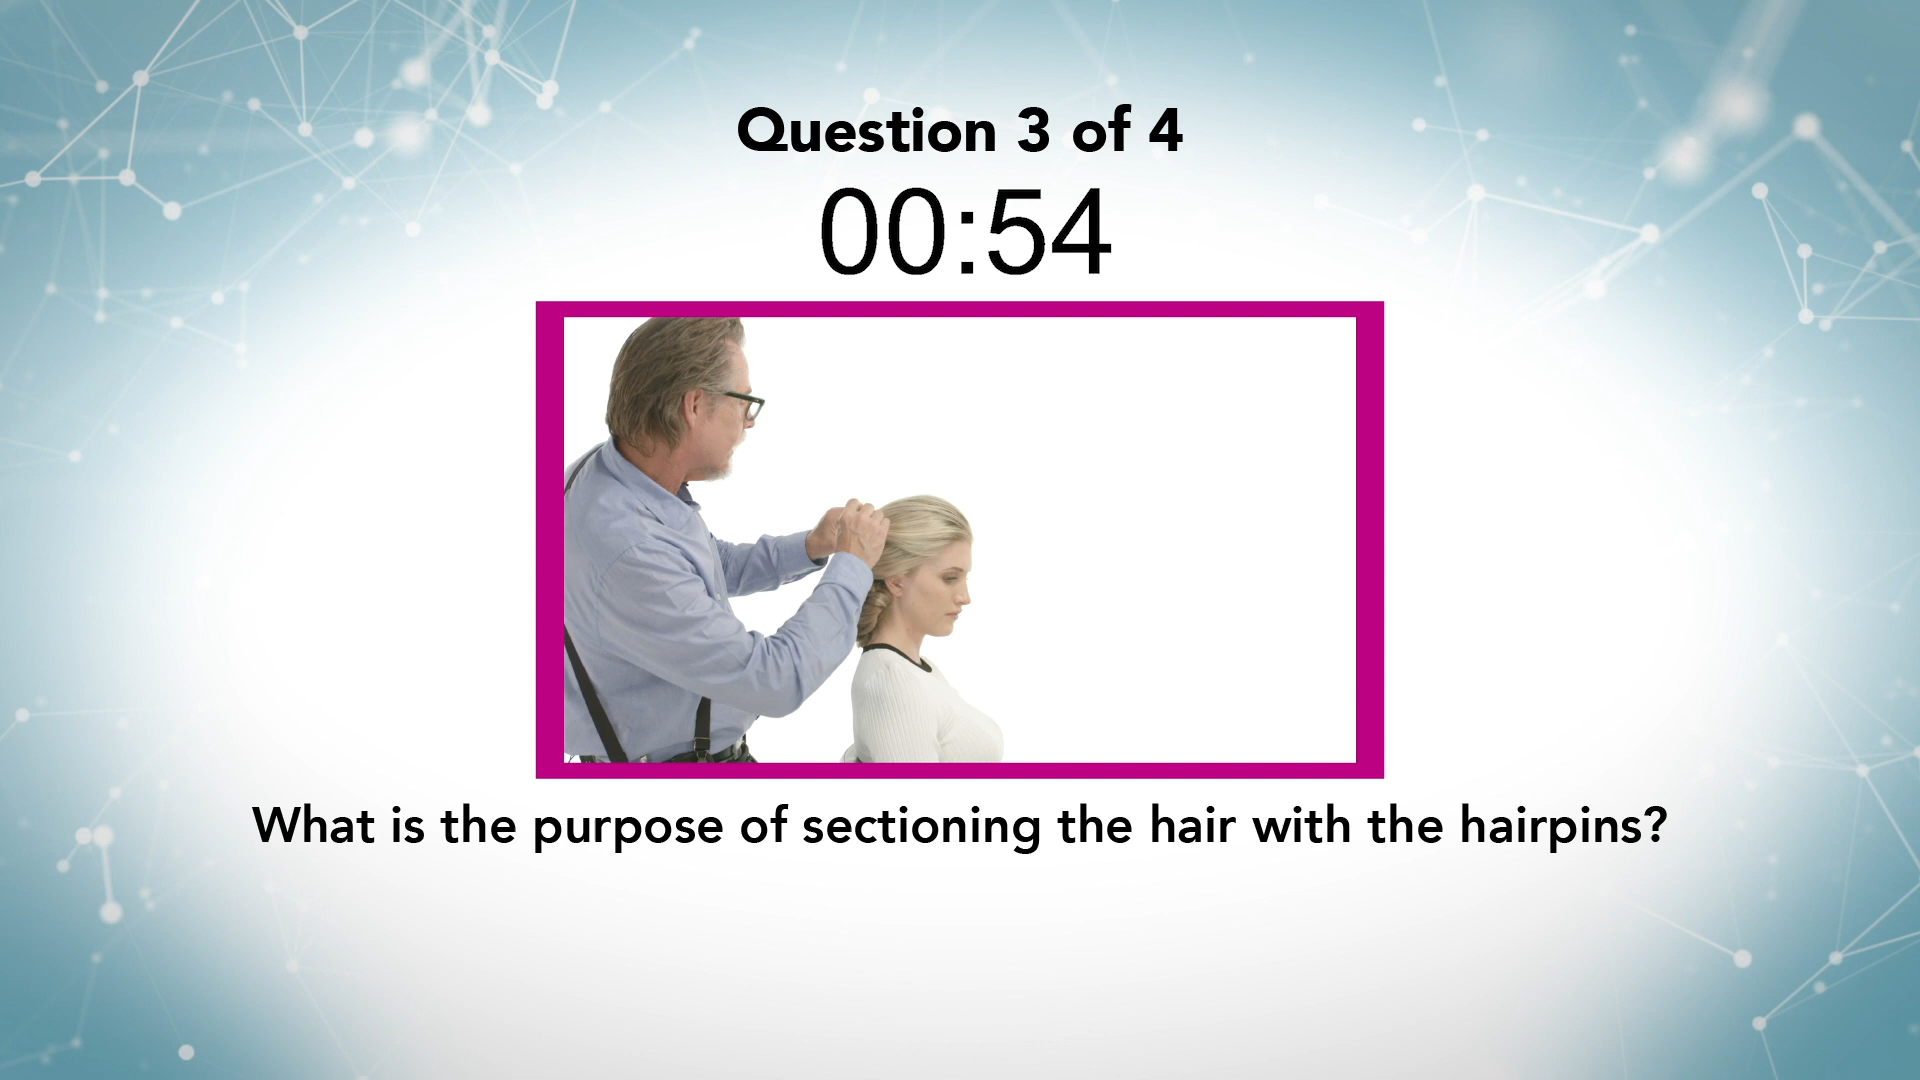 Question 3 of 4
00:54
What is the purpose of sectioning the hair with the hairpins?